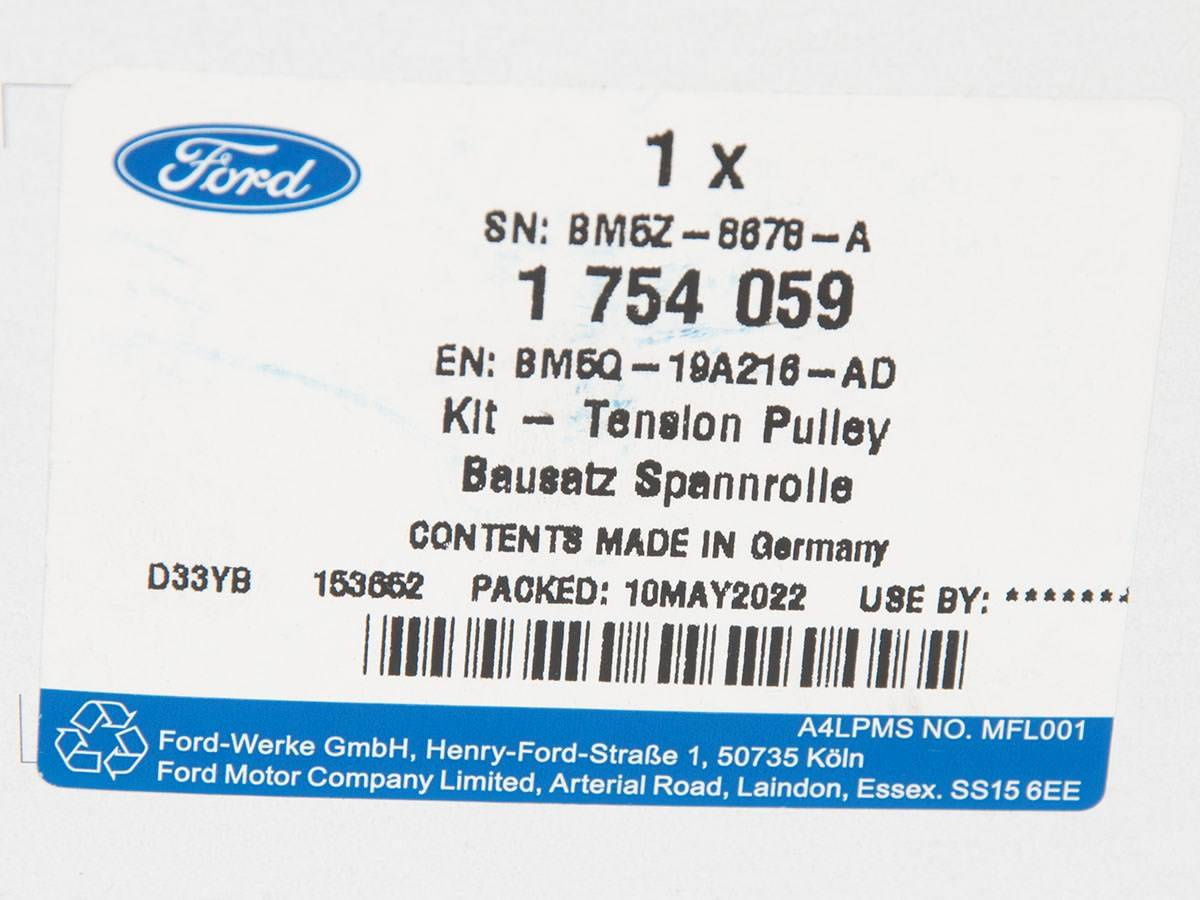 Ford
1 x
SN: BM5Z-8678-A
1 754 059
EN: BM5Q-19A216-AD
Kit - Tension Pulley
Bausatz Spannrolle
CONTENTS MADE IN Germany
D33YB 153652 PACKED: 10MAY2022 USE BY: *******
A4LPMS NO. MFL001
Ford-Werke GmbH, Henry-Ford-Straße 1, 50735 Köln
Ford Motor Company Limited, Arterial Road, Laindon, Essex. SS15 6EE